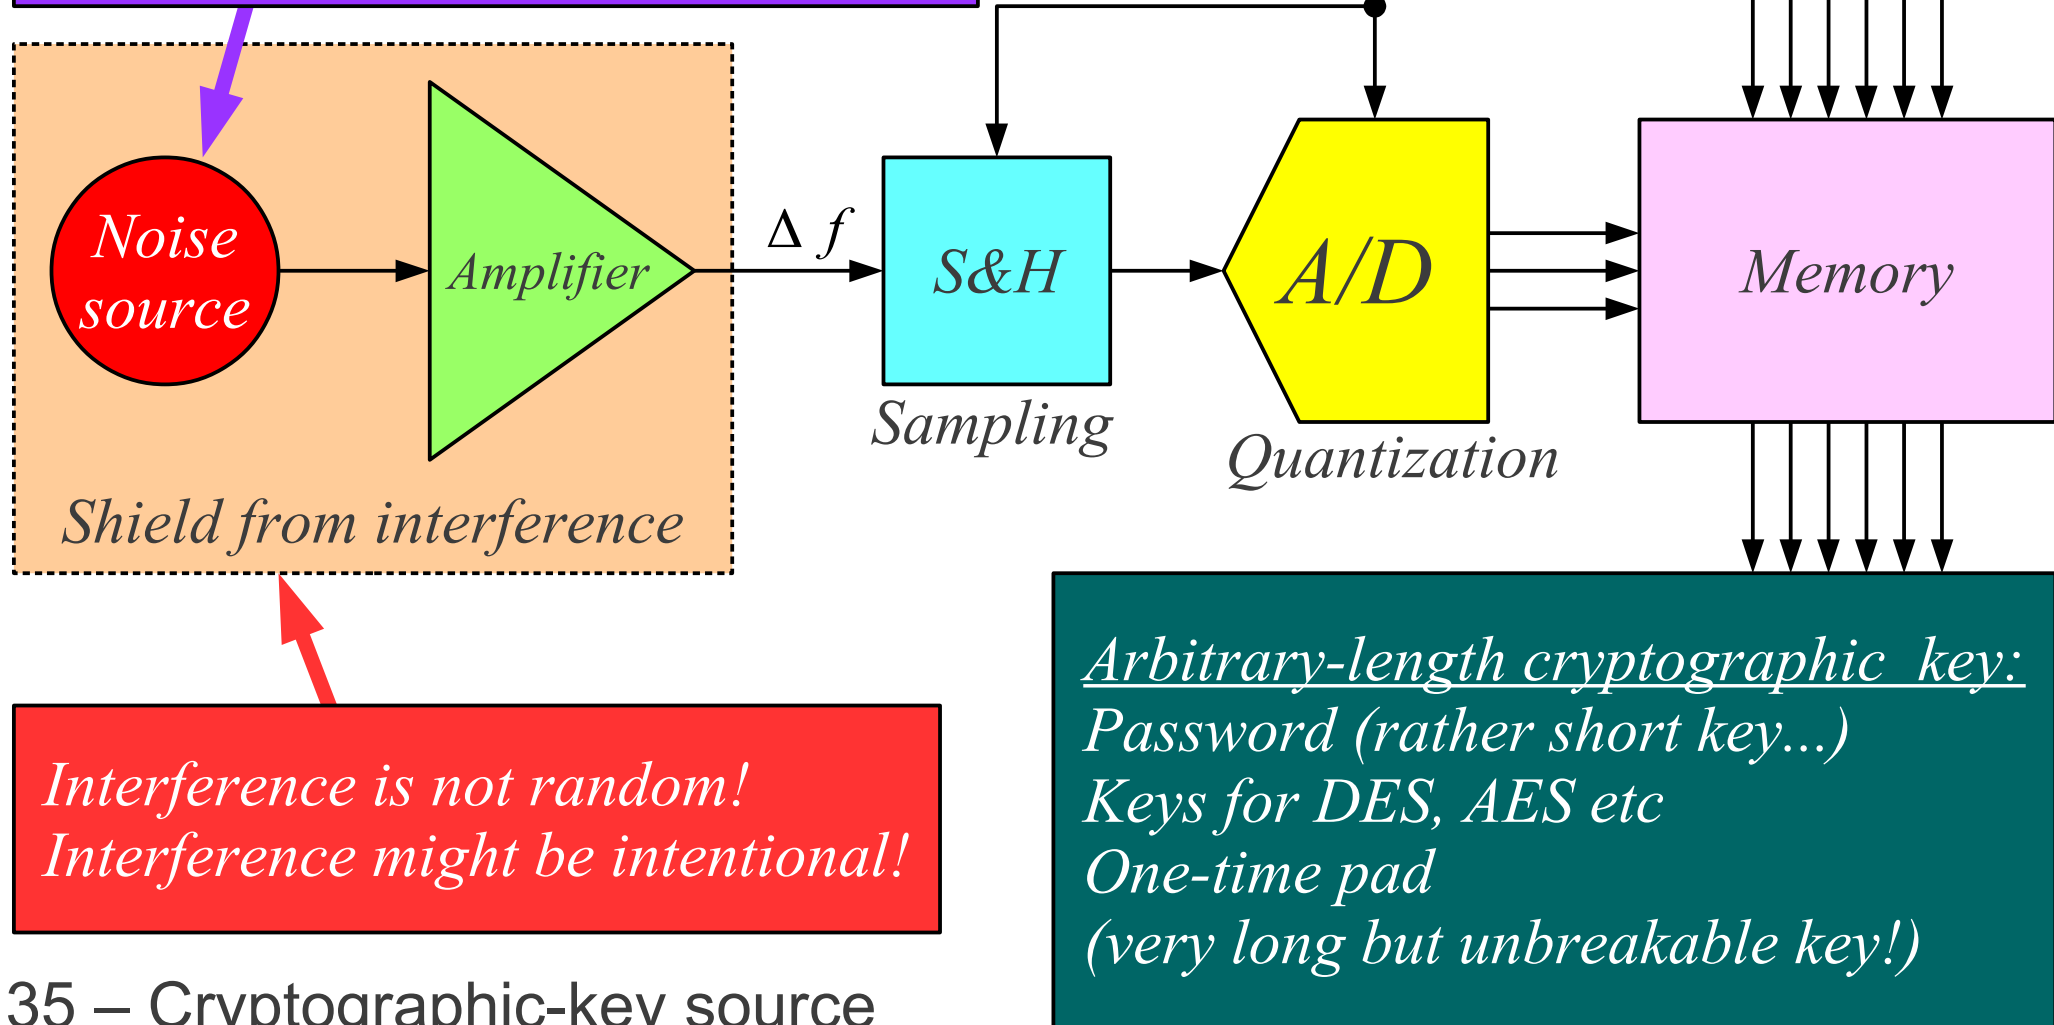 Noise
source
Amplifier
Δ f
S&H
A/D
Memory
Sampling
Quantization
Shield from interference
Interference is not random!
Interference might be intentional!
Arbitrary-length cryptographic key:
Password (rather short key...)
Keys for DES, AES etc
One-time pad
(very long but unbreakable key!)
35 – Cryptographic-key source